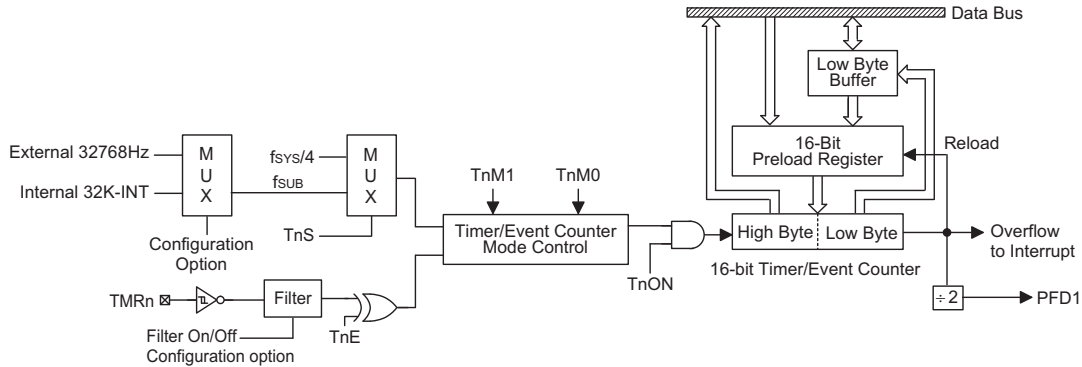 Data Bus
Low Byte
Buffer
16-Bit
Preload Register
Reload
External 32768Hz
Internal 32K-INT
M
U
X
Configuration
Option
fSYS/4
fSUB
M
U
X
TnS
TnM1
TnM0
Timer/Event Counter
Mode Control
TnON
High Byte
Low Byte
16-bit Timer/Event Counter
Overflow
to Interrupt
÷ 2
PFD1
TMRn
Filter
TnE
Filter On/Off
Configuration option